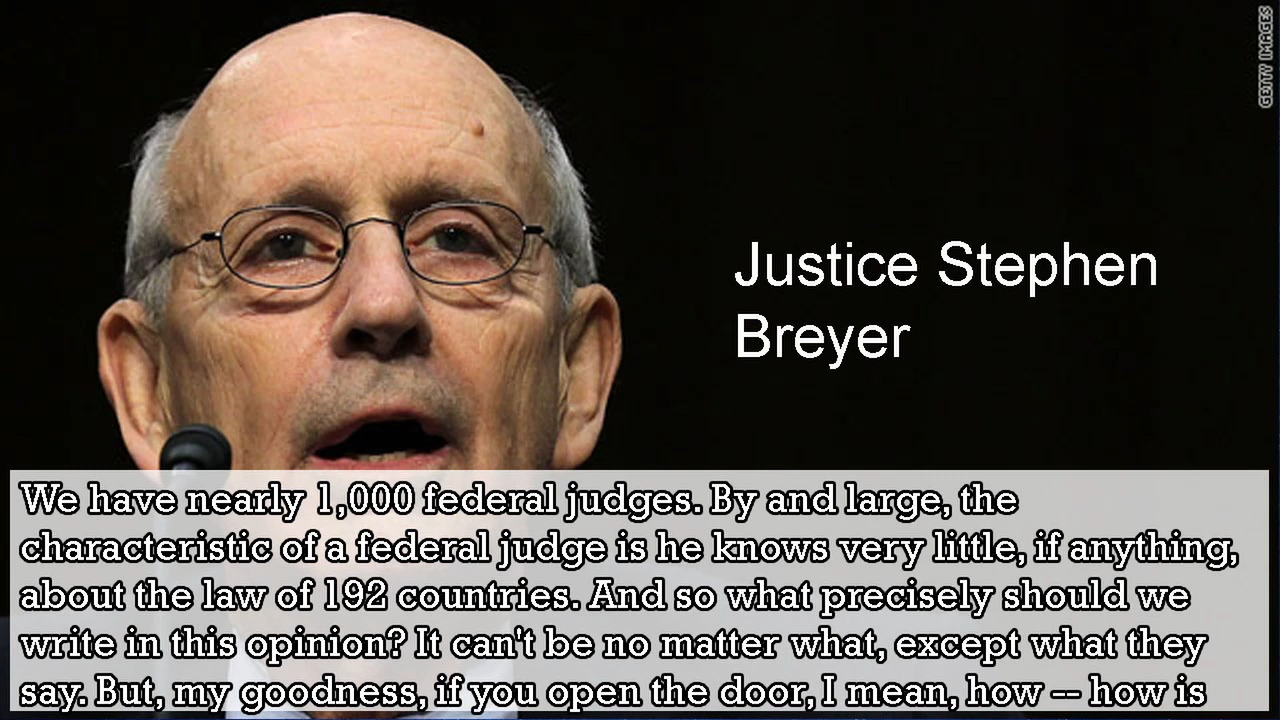 GETTY IMAGES
Justice Stephen
Breyer
We have nearly 1,000 federal judges. By and large, the
characteristic of a federal judge is he knows very little, if anything,
about the law of 192 countries. And so what precisely should we
write in this opinion? It can't be no matter what, except what they
say. But, my goodness, if you open the door, I mean, how -- how is